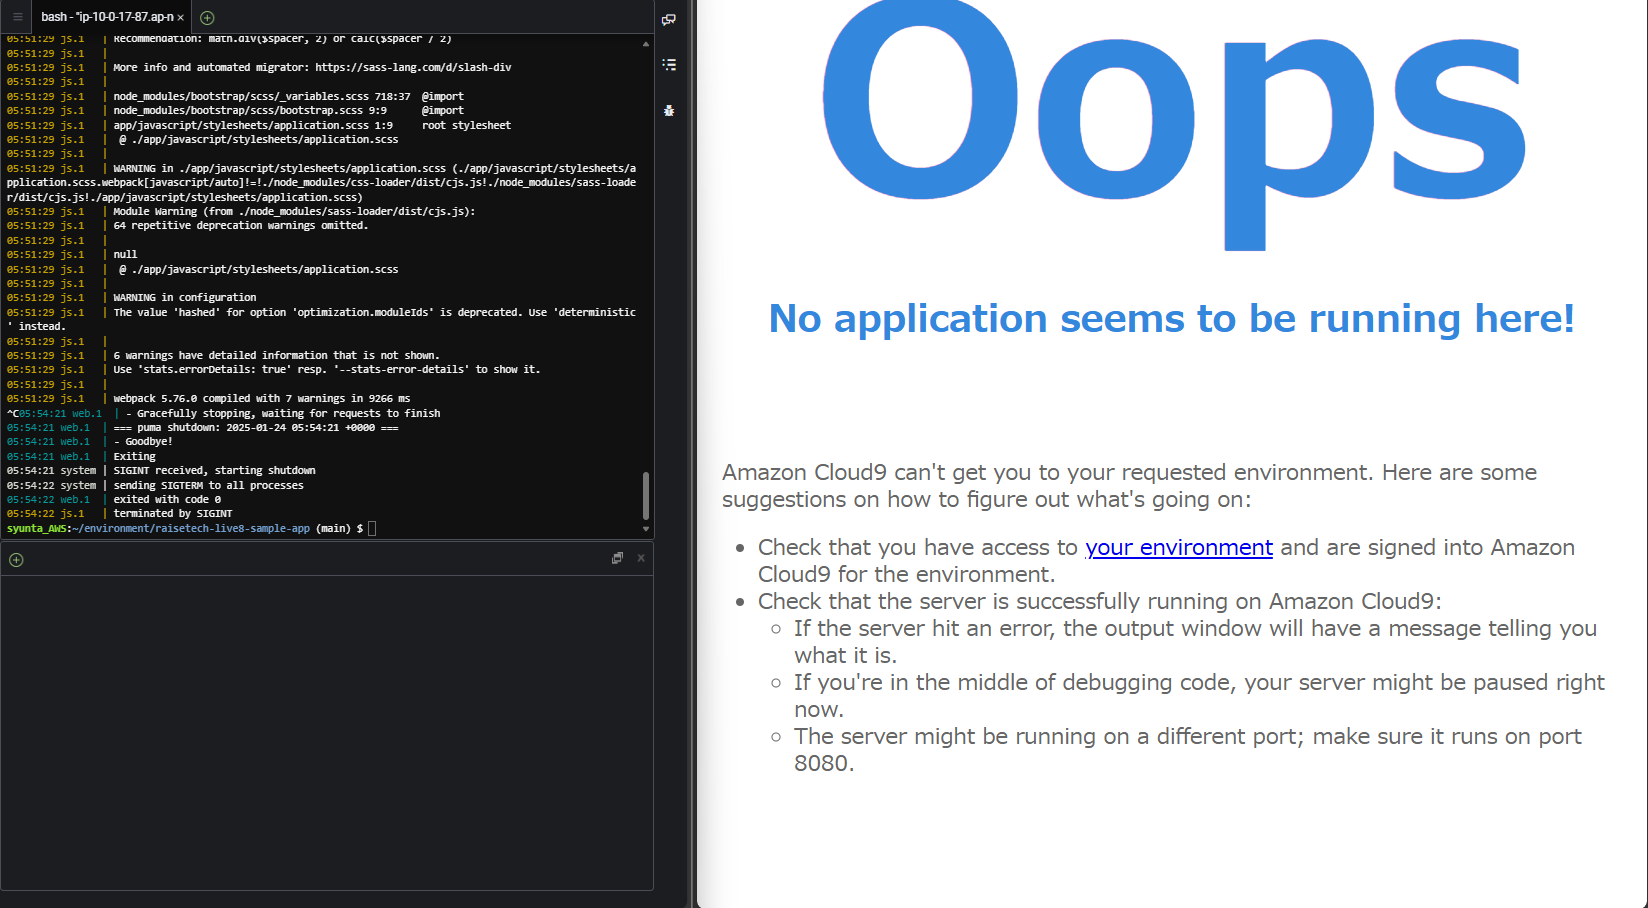 bash - "ip-10-0-17-87.ap-n ×
05:51:29 js.1   | Recommendation: math.div($spacer, 2) or calc($spacer / 2)
05:51:29 js.1   |
05:51:29 js.1   | More info and automated migrator: https://sass-lang.com/d/slash-div
05:51:29 js.1   |
05:51:29 js.1   | node_modules/bootstrap/scss/_variables.scss 718:37  @import
05:51:29 js.1   | node_modules/bootstrap/scss/bootstrap.scss 9:9      @import
05:51:29 js.1   | app/javascript/stylesheets/application.scss 1:9     root stylesheet
05:51:29 js.1   |  @ ./app/javascript/stylesheets/application.scss
05:51:29 js.1   |
05:51:29 js.1   | WARNING in ./app/javascript/stylesheets/application.scss (./app/javascript/stylesheets/a
pplication.scss.webpack[javascript/auto]!=!./node_modules/css-loader/dist/cjs.js!./node_modules/sass-loade
r/dist/cjs.js!./app/javascript/stylesheets/application.scss)
05:51:29 js.1   | Module Warning (from ./node_modules/sass-loader/dist/cjs.js):
05:51:29 js.1   | 64 repetitive deprecation warnings omitted.
05:51:29 js.1   |
05:51:29 js.1   | null
05:51:29 js.1   |  @ ./app/javascript/stylesheets/application.scss
05:51:29 js.1   |
05:51:29 js.1   | WARNING in configuration
05:51:29 js.1   | The value 'hashed' for option 'optimization.moduleIds' is deprecated. Use 'deterministic
' instead.
05:51:29 js.1   |
05:51:29 js.1   | 6 warnings have detailed information that is not shown.
05:51:29 js.1   | Use 'stats.errorDetails: true' resp. '--stats-error-details' to show it.
05:51:29 js.1   |
05:51:29 js.1   | webpack 5.76.0 compiled with 7 warnings in 9266 ms
^C05:54:21 web.1  | - Gracefully stopping, waiting for requests to finish
05:54:21 web.1  | === puma shutdown: 2025-01-24 05:54:21 +0000 ===
05:54:21 web.1  | - Goodbye!
05:54:21 web.1  | Exiting
05:54:21 system | SIGINT received, starting shutdown
05:54:22 system | sending SIGTERM to all processes
05:54:22 web.1  | exited with code 0
05:54:22 js.1   | terminated by SIGINT
syunta_AWS:~/environment/raisetech-live8-sample-app (main) $
Oops
No application seems to be running here!
Amazon Cloud9 can't get you to your requested environment. Here are some
suggestions on how to figure out what's going on:
• Check that you have access to your environment and are signed into Amazon
Cloud9 for the environment.
• Check that the server is successfully running on Amazon Cloud9:
◦ If the server hit an error, the output window will have a message telling you
what it is.
◦ If you're in the middle of debugging code, your server might be paused right
now.
◦ The server might be running on a different port; make sure it runs on port
8080.